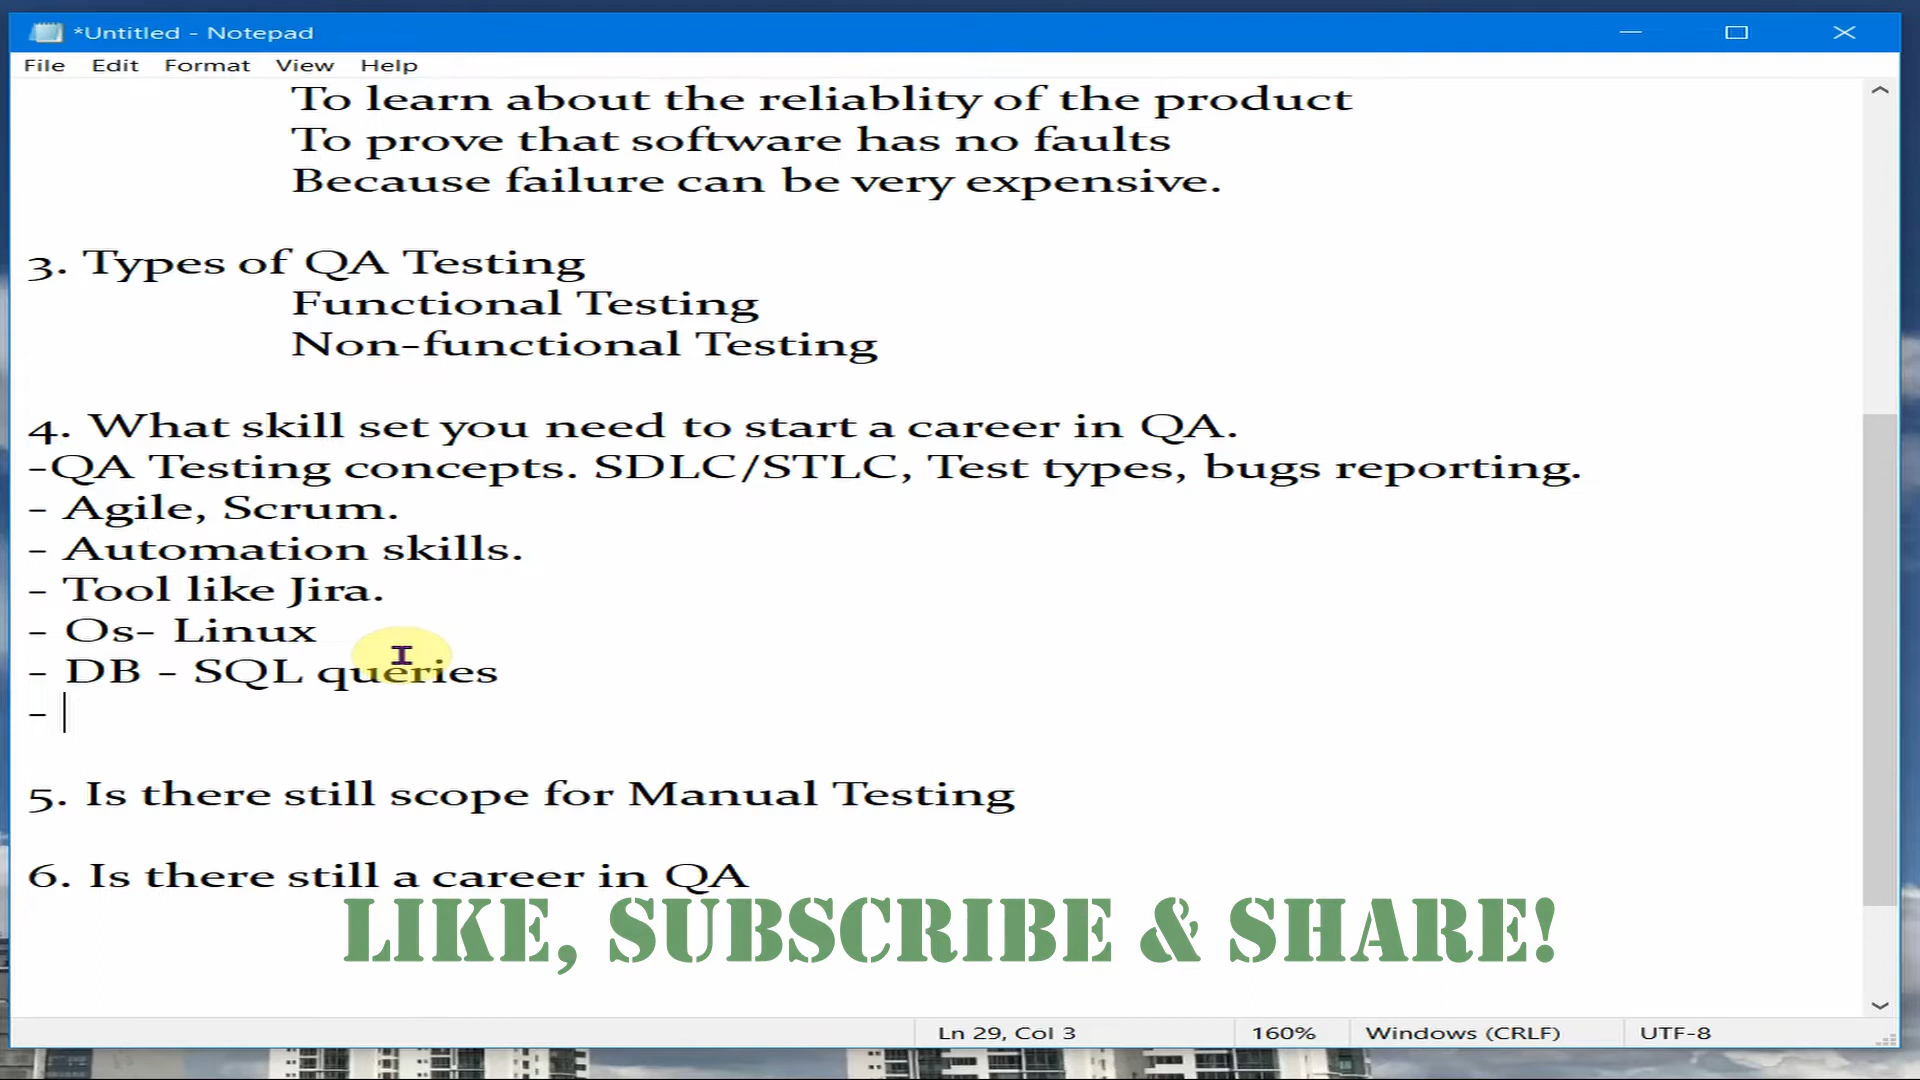 *Untitled - Notepad
File Edit Format View Help
To learn about the reliablity of the product
To prove that software has no faults
Because failure can be very expensive.
3. Types of QA Testing
Functional Testing
Non-functional Testing
4. What skill set you need to start a career in QA.
-QA Testing concepts. SDLC/STLC, Test types, bugs reporting.
- Agile, Scrum.
- Automation skills.
- Tool like Jira.
- Os- Linux
- DB - SQL queries
-
5. Is there still scope for Manual Testing
6. Is there still a career in QA
LIKE, SUBSCRIBE & SHARE!
Ln 29, Col 3 160% Windows (CRLF) UTF-8